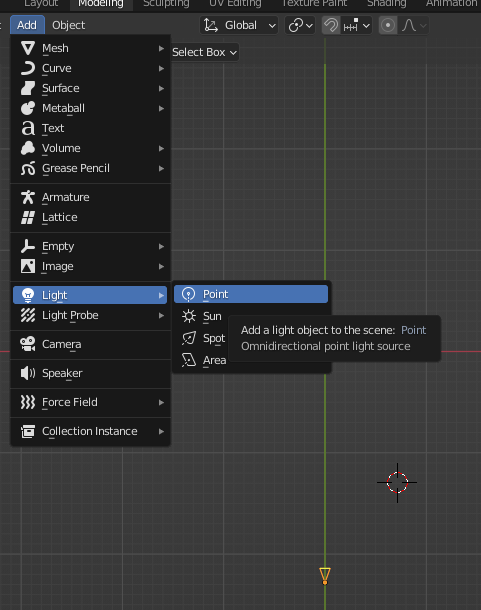 Layout Modeling Sculpting UV Editing Texture Paint Shading Animation
Add Object Global
Select Box
Mesh
Curve
Surface
Metaball
Text
Volume
Grease Pencil
Armature
Lattice
Empty
Image
Light
Point
Light Probe
Sun
Spot
Area
Add a light object to the scene: Point
Omnidirectional point light source
Camera
Speaker
Force Field
Collection Instance